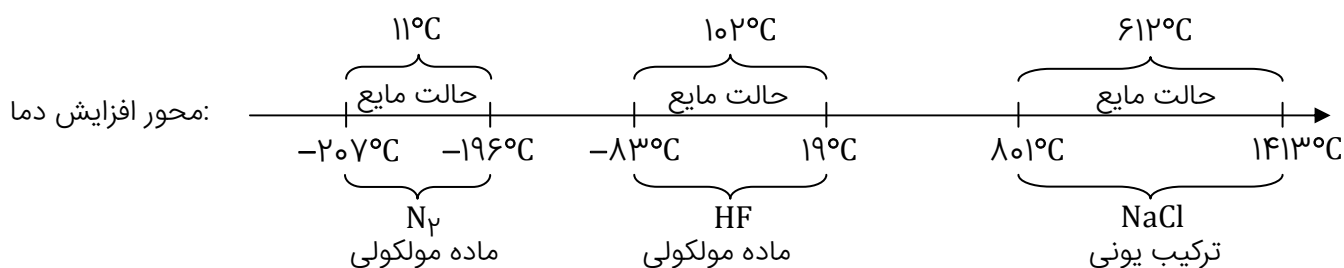 ۱۱°C ۱۰۲°C ۶۱۲°C
محور افزایش دما: حالت مایع حالت مایع حالت مایع
−۲۰۷°C −۱۹۶°C −۸۳°C ۱۹°C ۸۰۱°C ۱۴۱۳°C
N۲ HF NaCl
ماده مولکولی ماده مولکولی ترکیب یونی